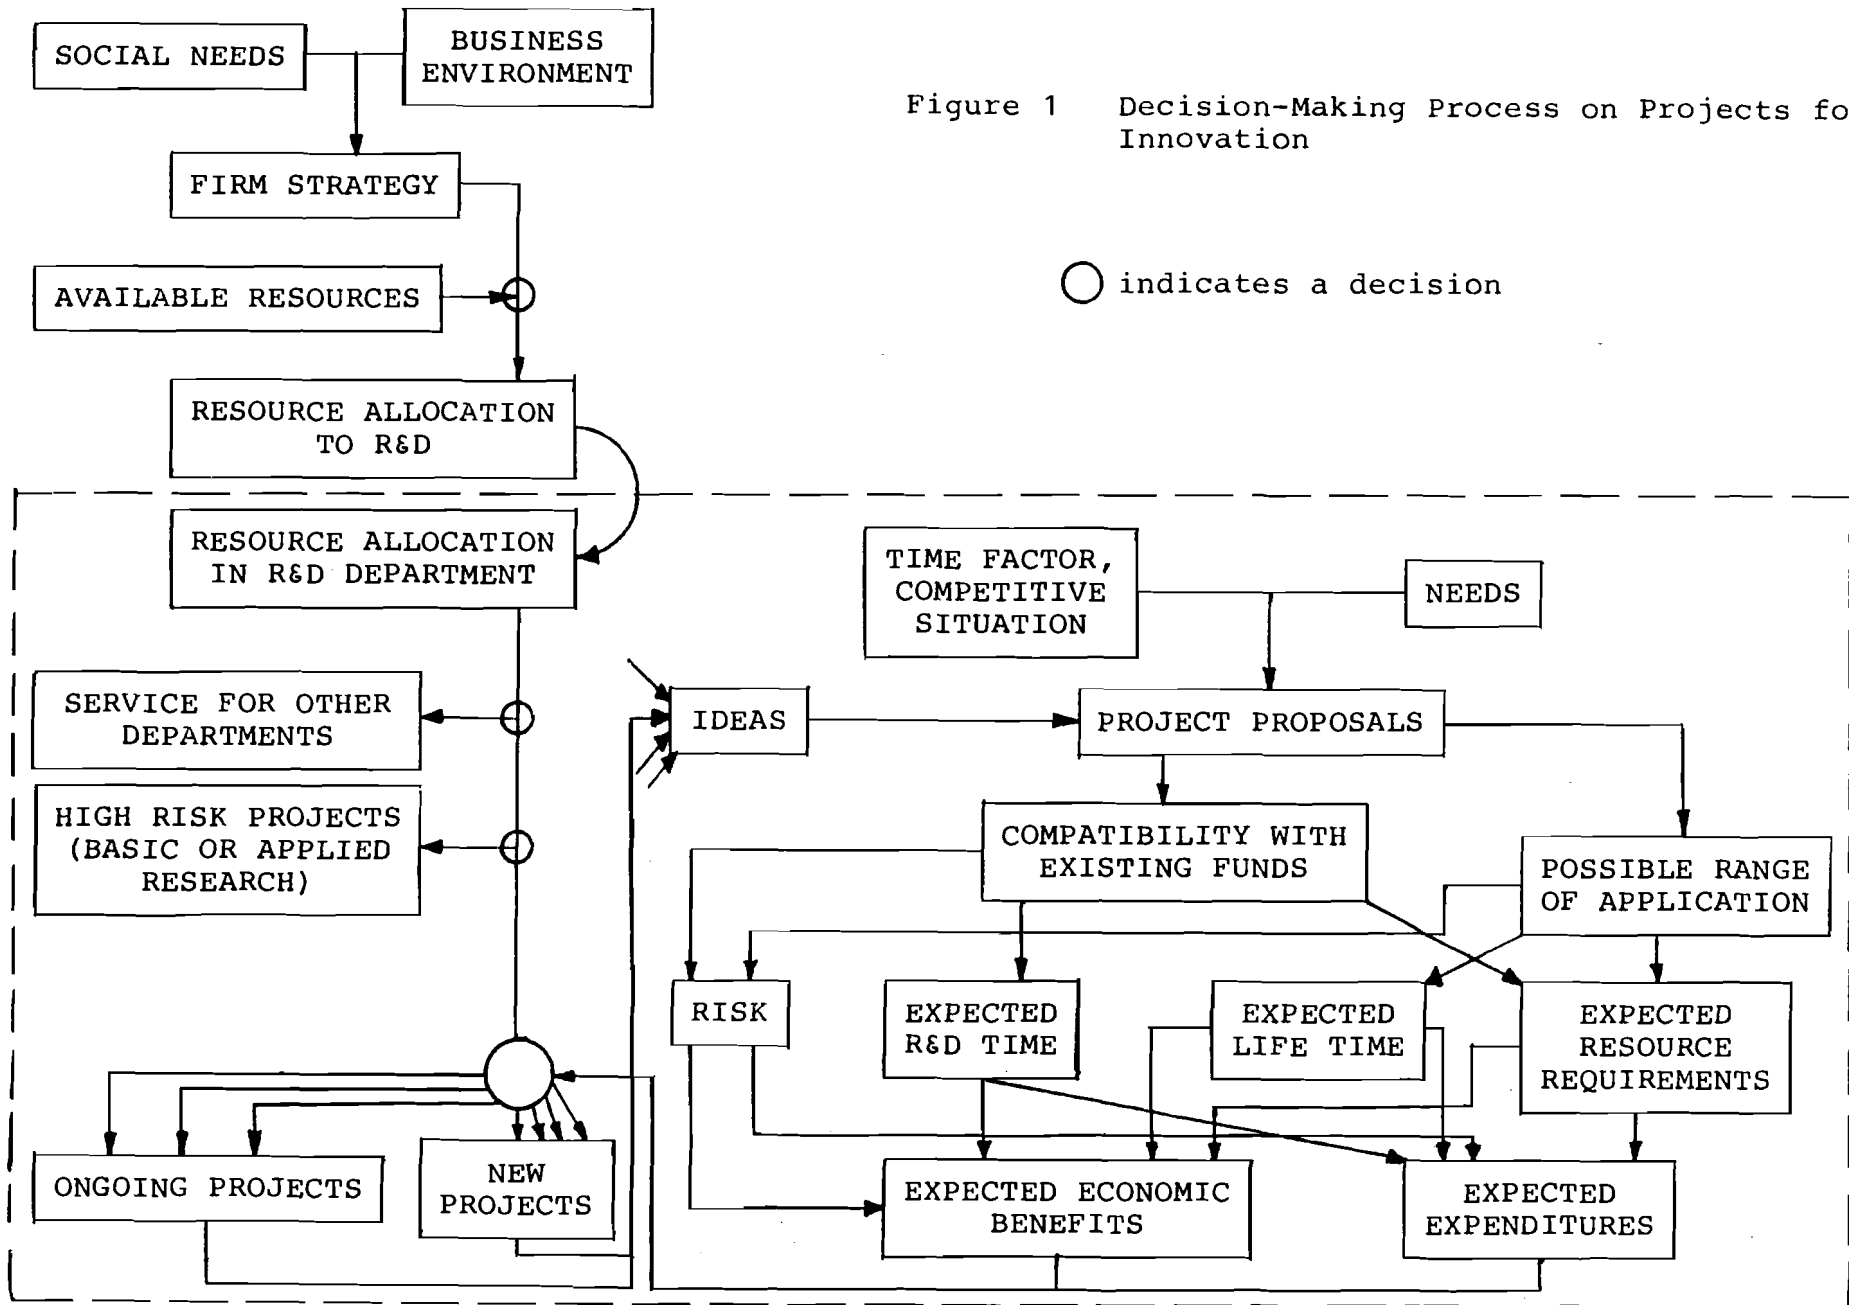 SOCIAL NEEDS
BUSINESS
ENVIRONMENT
Figure 1 Decision-Making Process on Projects fo
Innovation
FIRM STRATEGY
AVAILABLE RESOURCES
indicates a decision
RESOURCE ALLOCATION
TO R&D
RESOURCE ALLOCATION
IN R&D DEPARTMENT
TIME FACTOR,
COMPETITIVE
SITUATION
NEEDS
SERVICE FOR OTHER
DEPARTMENTS
IDEAS
PROJECT PROPOSALS
HIGH RISK PROJECTS
(BASIC OR APPLIED
RESEARCH)
COMPATIBILITY WITH
EXISTING FUNDS
POSSIBLE RANGE
OF APPLICATION
RISK
EXPECTED
R&D TIME
EXPECTED
LIFE TIME
EXPECTED
RESOURCE
REQUIREMENTS
ONGOING PROJECTS
NEW
PROJECTS
EXPECTED ECONOMIC
BENEFITS
EXPECTED
EXPENDITURES